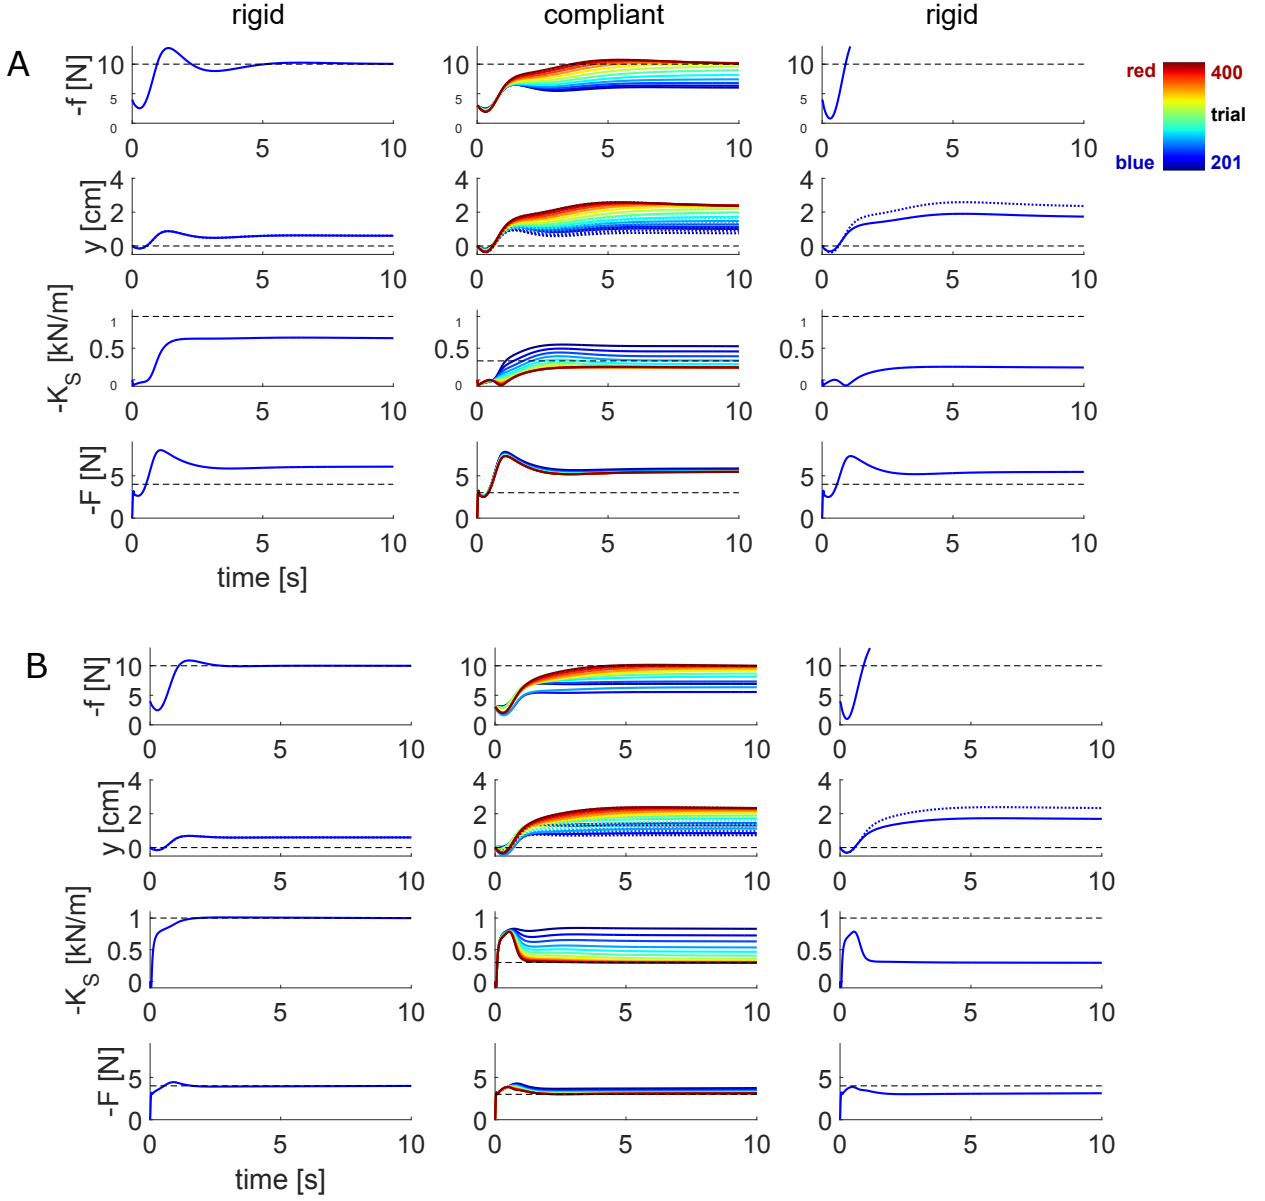 rigid compliant rigid
A
-f [N] 10 5 0 10 5 0 10 5 0
0 5 10 0 5 10 0 5 10
red 400
trial
blue 201
y [cm] 4 2 0 4 2 0 4 2 0
0 5 10 0 5 10 0 5 10
-K_S [kN/m] 1 0.5 0 1 0.5 0 1 0.5 0
0 5 10 0 5 10 0 5 10
-F [N] 5 0 5 0 5 0
0 5 10 0 5 10 0 5 10
time [s]
B
-f [N] 10 5 0 10 5 0 10 5 0
0 5 10 0 5 10 0 5 10
y [cm] 4 2 0 4 2 0 4 2 0
0 5 10 0 5 10 0 5 10
-K_S [kN/m] 1 0.5 0 1 0.5 0 1 0.5 0
0 5 10 0 5 10 0 5 10
-F [N] 5 0 5 0 5 0
0 5 10 0 5 10 0 5 10
time [s]